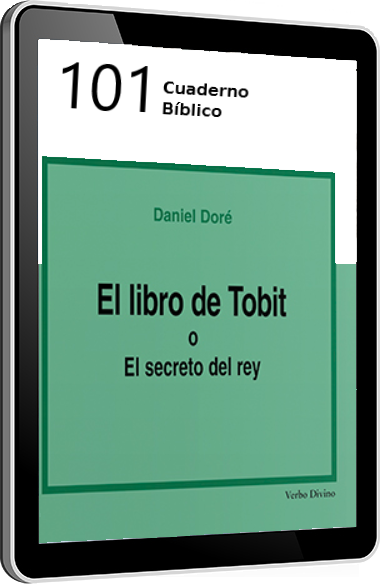 101 Cuaderno
Bíblico
Daniel Doré
El libro de Tobit
o
El secreto del rey
Verbo Divino